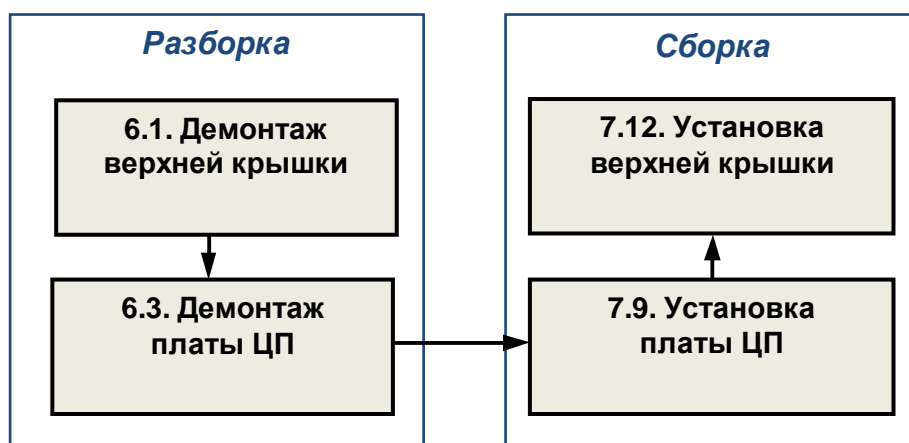 Разборка
6.1. Демонтаж
верхней крышки
6.3. Демонтаж
платы ЦП
Сборка
7.12. Установка
верхней крышки
7.9. Установка
платы ЦП